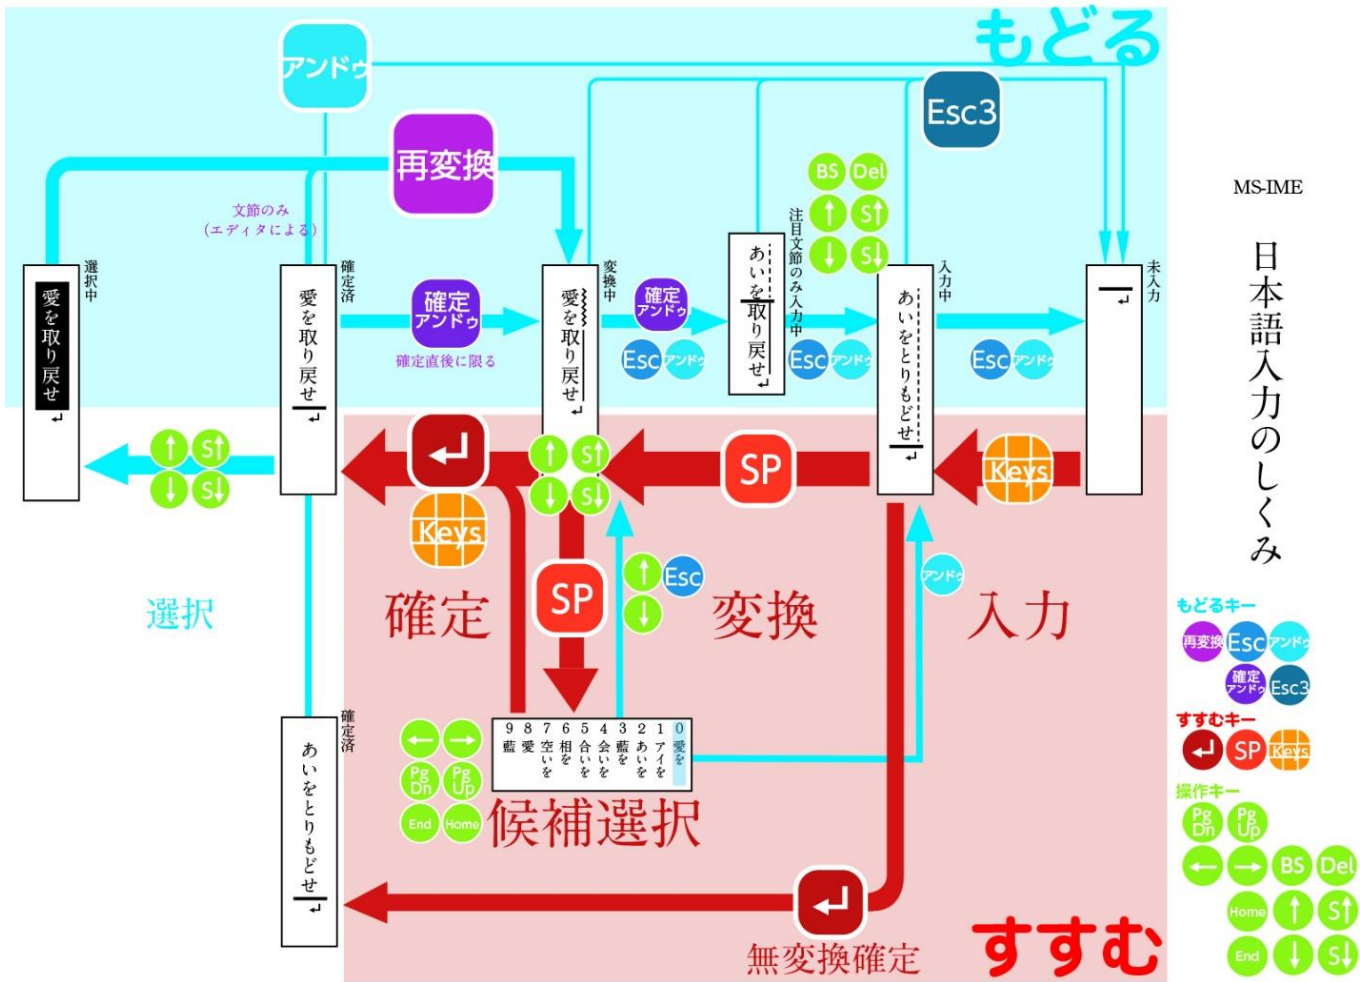 もどる
アンドゥ
Esc3
再変換
文節のみ
(エディタによる)
BS Del
↑ S↑
↓ S↓
選択中
愛を取り戻せ↵
確定済
愛を取り戻せ↵
確定
アンドゥ
確定直後に限る
変換中
愛を取り戻せ↵
確定
アンドゥ
Esc アンドゥ
注目文節のみ入力中
あいを取り戻せ↵
Esc アンドゥ
入力中
あいをとりもどせ↵
Esc アンドゥ
未入力
↵
↑ S↑
↓ S↓
↵
Keys
↑ S↑
↓ S↓
SP
Keys
選択
確定
SP
↑ Esc
↓
変換
アンドゥ
入力
確定済
あいをとりもどせ↵
← →
Pg Dn Pg Up
End Home
0 愛を
1 アイを
2 あいを
3 藍を
4 会いを
5 合いを
6 相を
7 空いを
8 愛
9 藍
候補選択
↵
無変換確定
すすむ
MS-IME
日本語入力のしくみ
もどるキー
再変換 Esc アンドゥ
確定アンドゥ Esc3
すすむキー
↵ SP Keys
操作キー
Pg Dn Pg Up
← → BS Del
Home ↑ S↑
End ↓ S↓